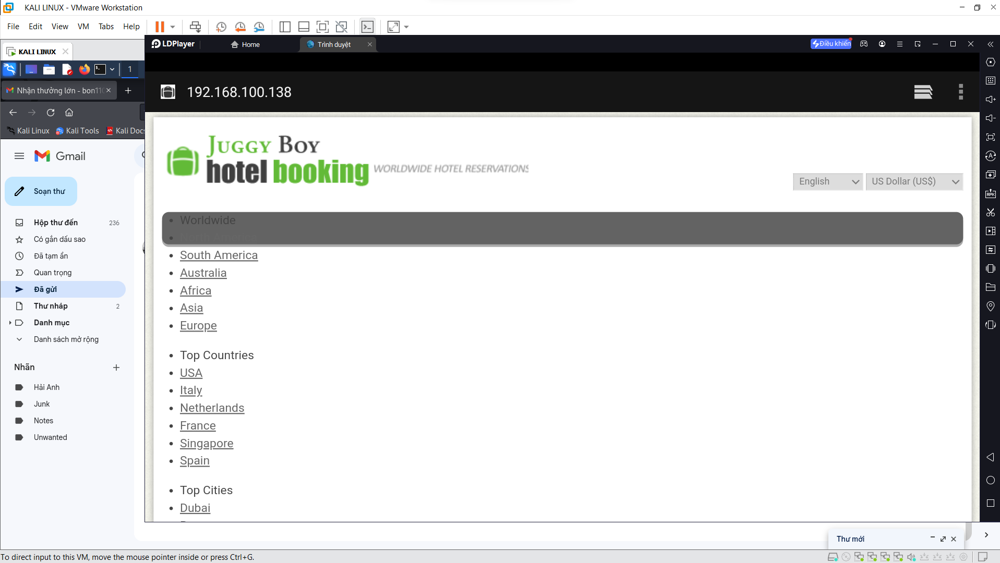 KALI LINUX - VMware Workstation
File Edit View VM Tabs Help
KALI LINUX
1
Nhận thưởng lớn - bon110
Kali Linux Kali Tools Kali Docs
Gmail
Soạn thư
Hộp thư đến 236
Có gắn dấu sao
Đã tạm ẩn
Quan trọng
Đã gửi
Thư nháp 2
Danh mục
Danh sách mở rộng
Nhãn
Hải Anh
Junk
Notes
Unwanted
LDPlayer Home Trình duyệt Điều khiển
192.168.100.138
Juggy Boy
hotel booking WORLDWIDE HOTEL RESERVATIONS
English US Dollar (US$)
Worldwide
North America
South America
Australia
Africa
Asia
Europe
Top Countries
USA
Italy
Netherlands
France
Singapore
Spain
Top Cities
Dubai
Thư mới
To direct input to this VM, move the mouse pointer inside or press Ctrl+G.